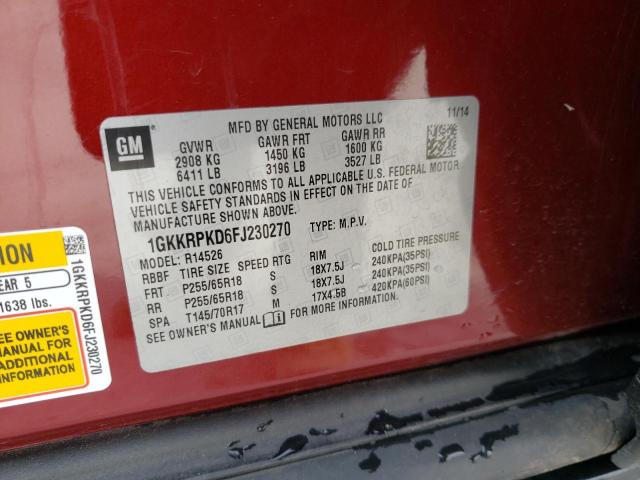 GM
MFD BY GENERAL MOTORS LLC
11/14
GVWR GAWR FRT GAWR RR
2908 KG 1450 KG 1600 KG
6411 LB 3196 LB 3527 LB
THIS VEHICLE CONFORMS TO ALL APPLICABLE U.S. FEDERAL MOTOR
VEHICLE SAFETY STANDARDS IN EFFECT ON THE DATE OF
MANUFACTURE SHOWN ABOVE.
1GKKRPKD6FJ230270 TYPE: M.P.V.
MODEL: R14526
RBBF TIRE SIZE SPEED RTG RIM COLD TIRE PRESSURE
FRT P255/65R18 S 18X7.5J 240KPA(35PSI)
RR P255/65R18 S 18X7.5J 240KPA(35PSI)
SPA T145/70R17 M 17X4.5B 420KPA(60PSI)
SEE OWNER'S MANUAL FOR MORE INFORMATION.
EAR 5
1638 lbs.
SEE OWNER'S
MANUAL FOR
ADDITIONAL
INFORMATION
1GKKRPKD6FJ230270